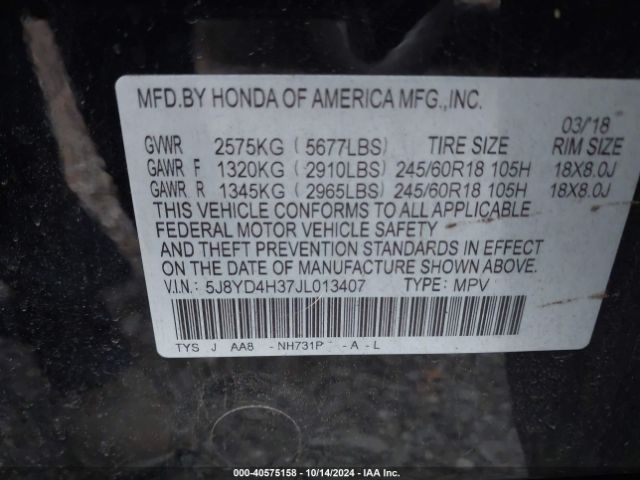 MFD.BY HONDA OF AMERICA MFG.,INC.
03/'18
GVWR 2575KG ( 5677LBS) TIRE SIZE RIM SIZE
GAWR F 1320KG ( 2910LBS) 245/60R18 105H 18X8.0J
GAWR R 1345KG ( 2965LBS) 245/60R18 105H 18X8.0J
THIS VEHICLE CONFORMS TO ALL APPLICABLE
FEDERAL MOTOR VEHICLE SAFETY
AND THEFT PREVENTION STANDARDS IN EFFECT
ON THE DATE OF MANUFACTURE SHOWN ABOVE.
V.I.N.: 5J8YD4H37JL013407 TYPE: MPV
TYS J AA8 - NH731P - A - L
000-40575158 - 10/14/2024 - IAA Inc.